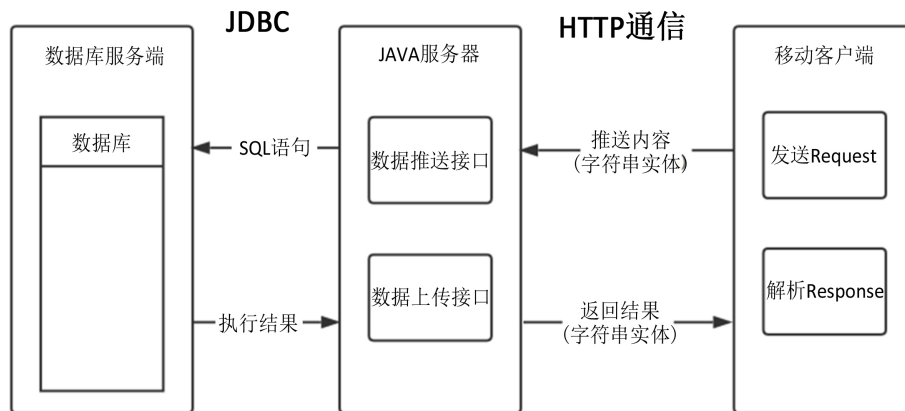 JDBC
HTTP通信
数据库服务端
JAVA服务器
移动客户端
数据库
SQL语句
数据推送接口
推送内容
(字符串实体)
发送Request
执行结果
数据上传接口
返回结果
(字符串实体)
解析Response